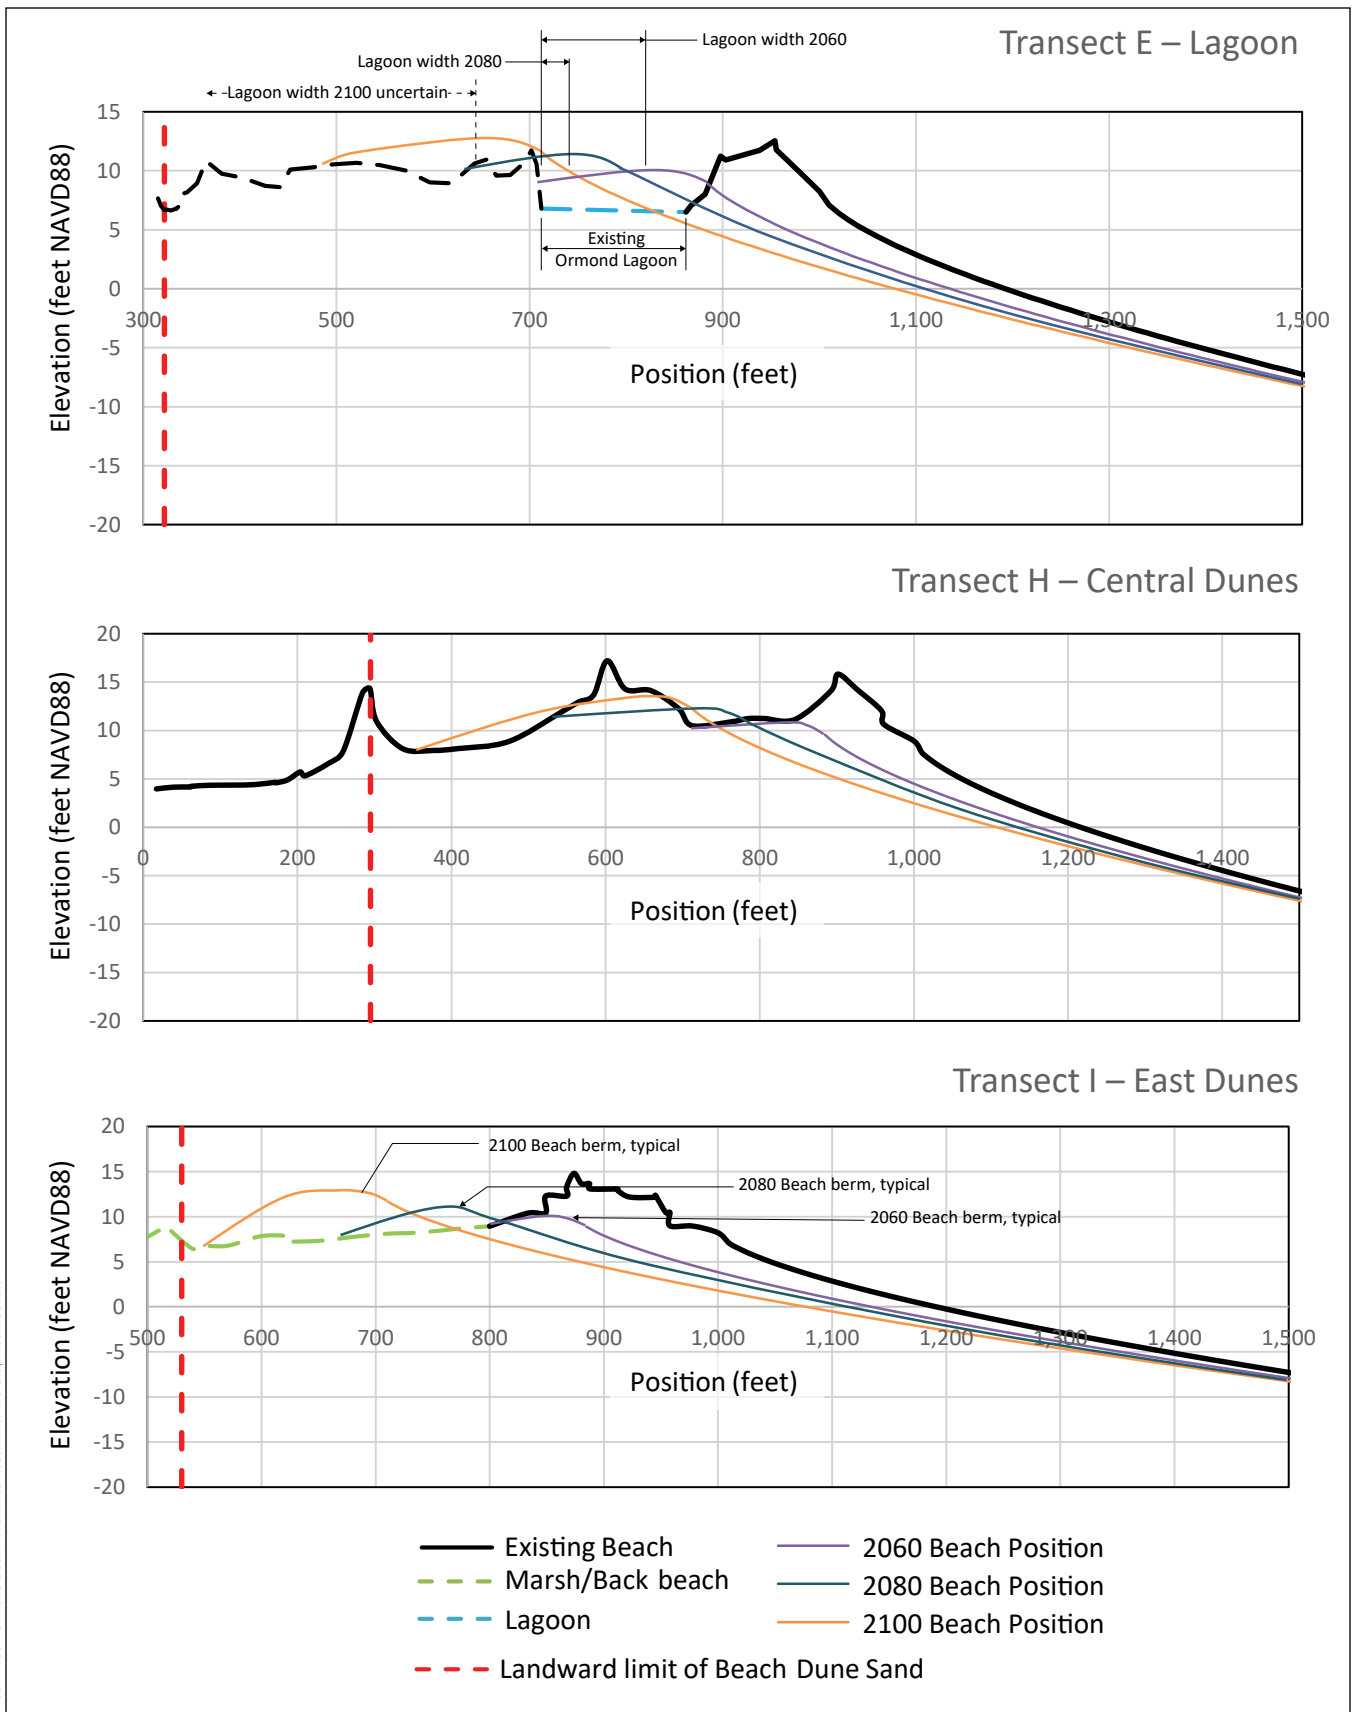 Transect E – Lagoon
Lagoon width 2060
Lagoon width 2080
Lagoon width 2100 uncertain
Elevation (feet NAVD88)
15
10
5
0
-5
-10
-15
-20
Existing
Ormond Lagoon
300
500
700
900
1,100
1,300
1,500
Position (feet)
Transect H – Central Dunes
Elevation (feet NAVD88)
20
15
10
5
0
-5
-10
-15
-20
0
200
400
600
800
1,000
1,200
1,400
Position (feet)
Transect I – East Dunes
Elevation (feet NAVD88)
20
15
10
5
0
-5
-10
-15
-20
2100 Beach berm, typical
2080 Beach berm, typical
2060 Beach berm, typical
500
600
700
800
900
1,000
1,100
1,200
1,300
1,400
1,500
Position (feet)
Existing Beach
Marsh/Back beach
Lagoon
Landward limit of Beach Dune Sand
2060 Beach Position
2080 Beach Position
2100 Beach Position